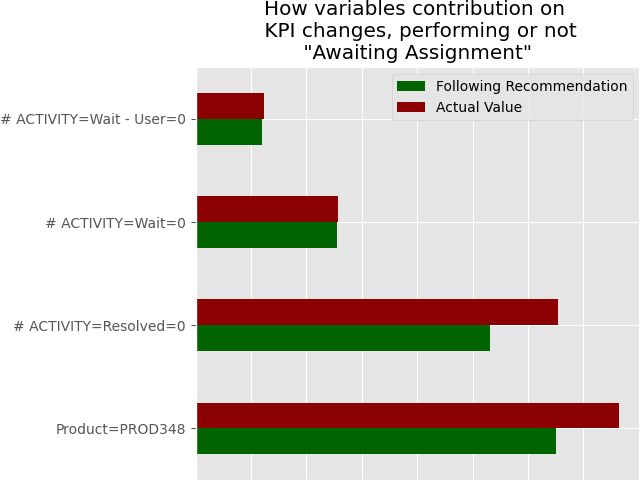 How variables contribution on
KPI changes, performing or not
"Awaiting Assignment"
Following Recommendation
Actual Value
# ACTIVITY=Wait - User=0
# ACTIVITY=Wait=0
# ACTIVITY=Resolved=0
Product=PROD348